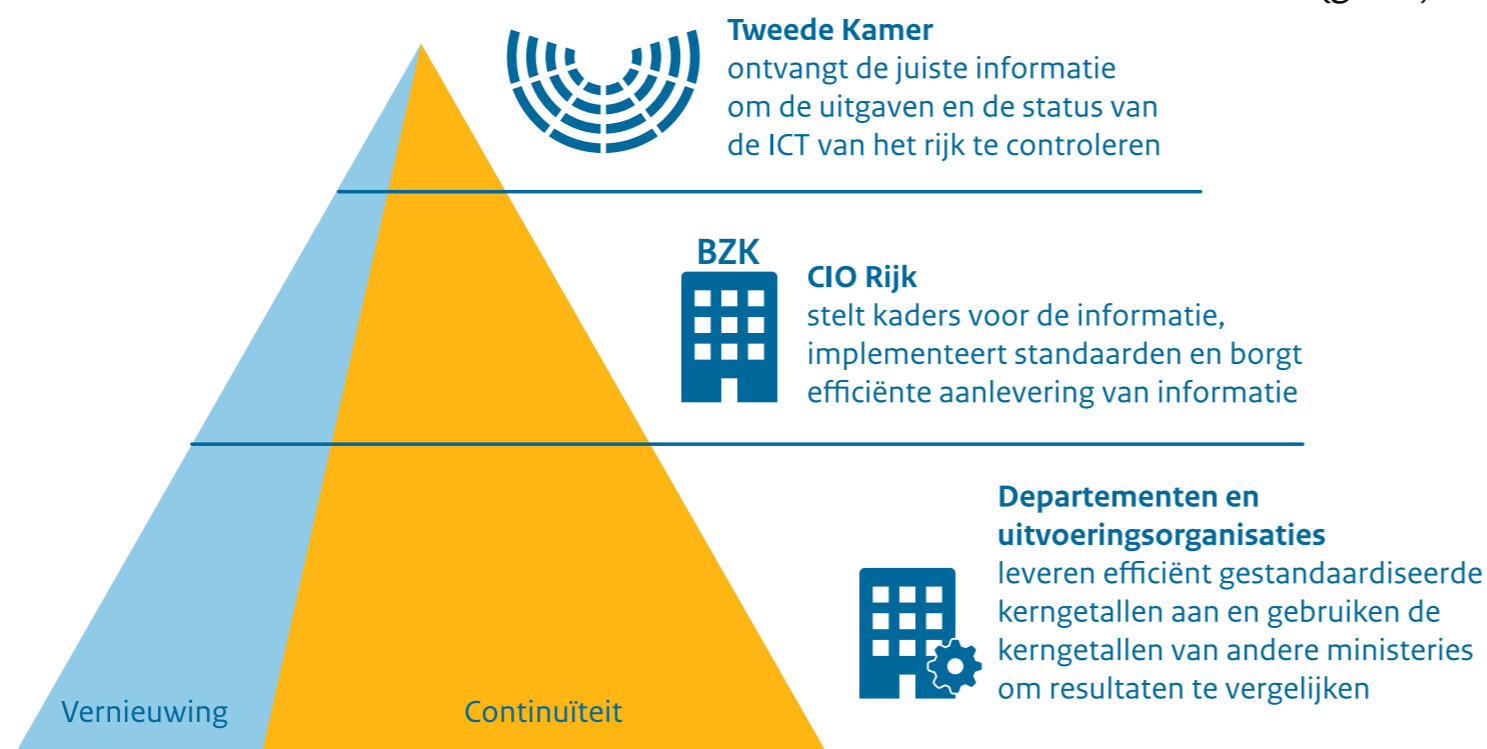 Tweede Kamer
ontvangt de juiste informatie
om de uitgaven en de status van
de ICT van het rijk te controleren
BZK
CIO Rijk
stelt kaders voor de informatie,
implementeert standaarden en borgt
efficiënte aanlevering van informatie
Departementen en
uitvoeringsorganisaties
leveren efficiënt gestandaardiseerde
kerngetallen aan en gebruiken de
kerngetallen van andere ministeries
om resultaten te vergelijken
Vernieuwing
Continuïteit